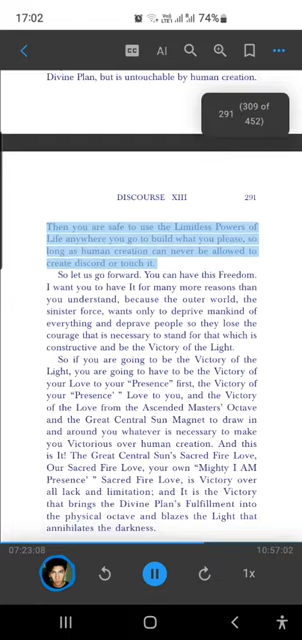 17:02
74%
CC
AI
Divine Plan, but is untouchable by human creation.
291 (309 of
452)
DISCOURSE XIII 291
Then you are safe to use the Limitless Powers of
Life anywhere you go to build what you please, so
long as human creation can never be allowed to
create discord or touch it.
So let us go forward. You can have this Freedom.
I want you to have It for many more reasons than
you understand, because the outer world, the
sinister force, wants only to deprive mankind of
everything and deprave people so they lose the
courage that is necessary to stand for that which is
constructive and be the Victory of the Light.
So if you are going to be the Victory of the
Light, you are going to have to be the Victory of
your Love to your “Presence” first, the Victory of
your “Presence’ ” Love to you, and the Victory
of the Love from the Ascended Masters’ Octave
and the Great Central Sun Magnet to draw in
and around you whatever is necessary to make
you Victorious over human creation. And this
is It! The Great Central Sun’s Sacred Fire Love,
Our Sacred Fire Love, your own “Mighty I AM
Presence’ ” Sacred Fire Love, is Victory over
all lack and limitation; and It is the Victory
that brings the Divine Plan’s Fulfillment into
the physical octave and blazes the Light that
annihilates the darkness.
07:23:08 10:57:02
1x